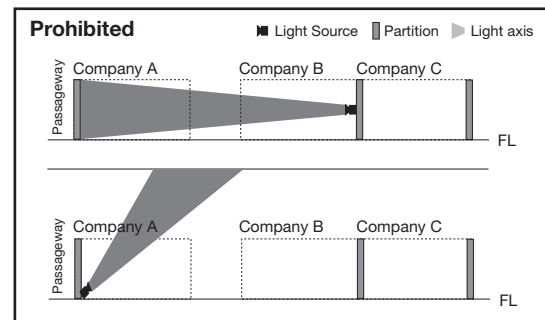 Prohibited
Light Source Partition Light axis
Passageway
Company A Company B Company C
FL
Passageway
Company A Company B Company C
FL